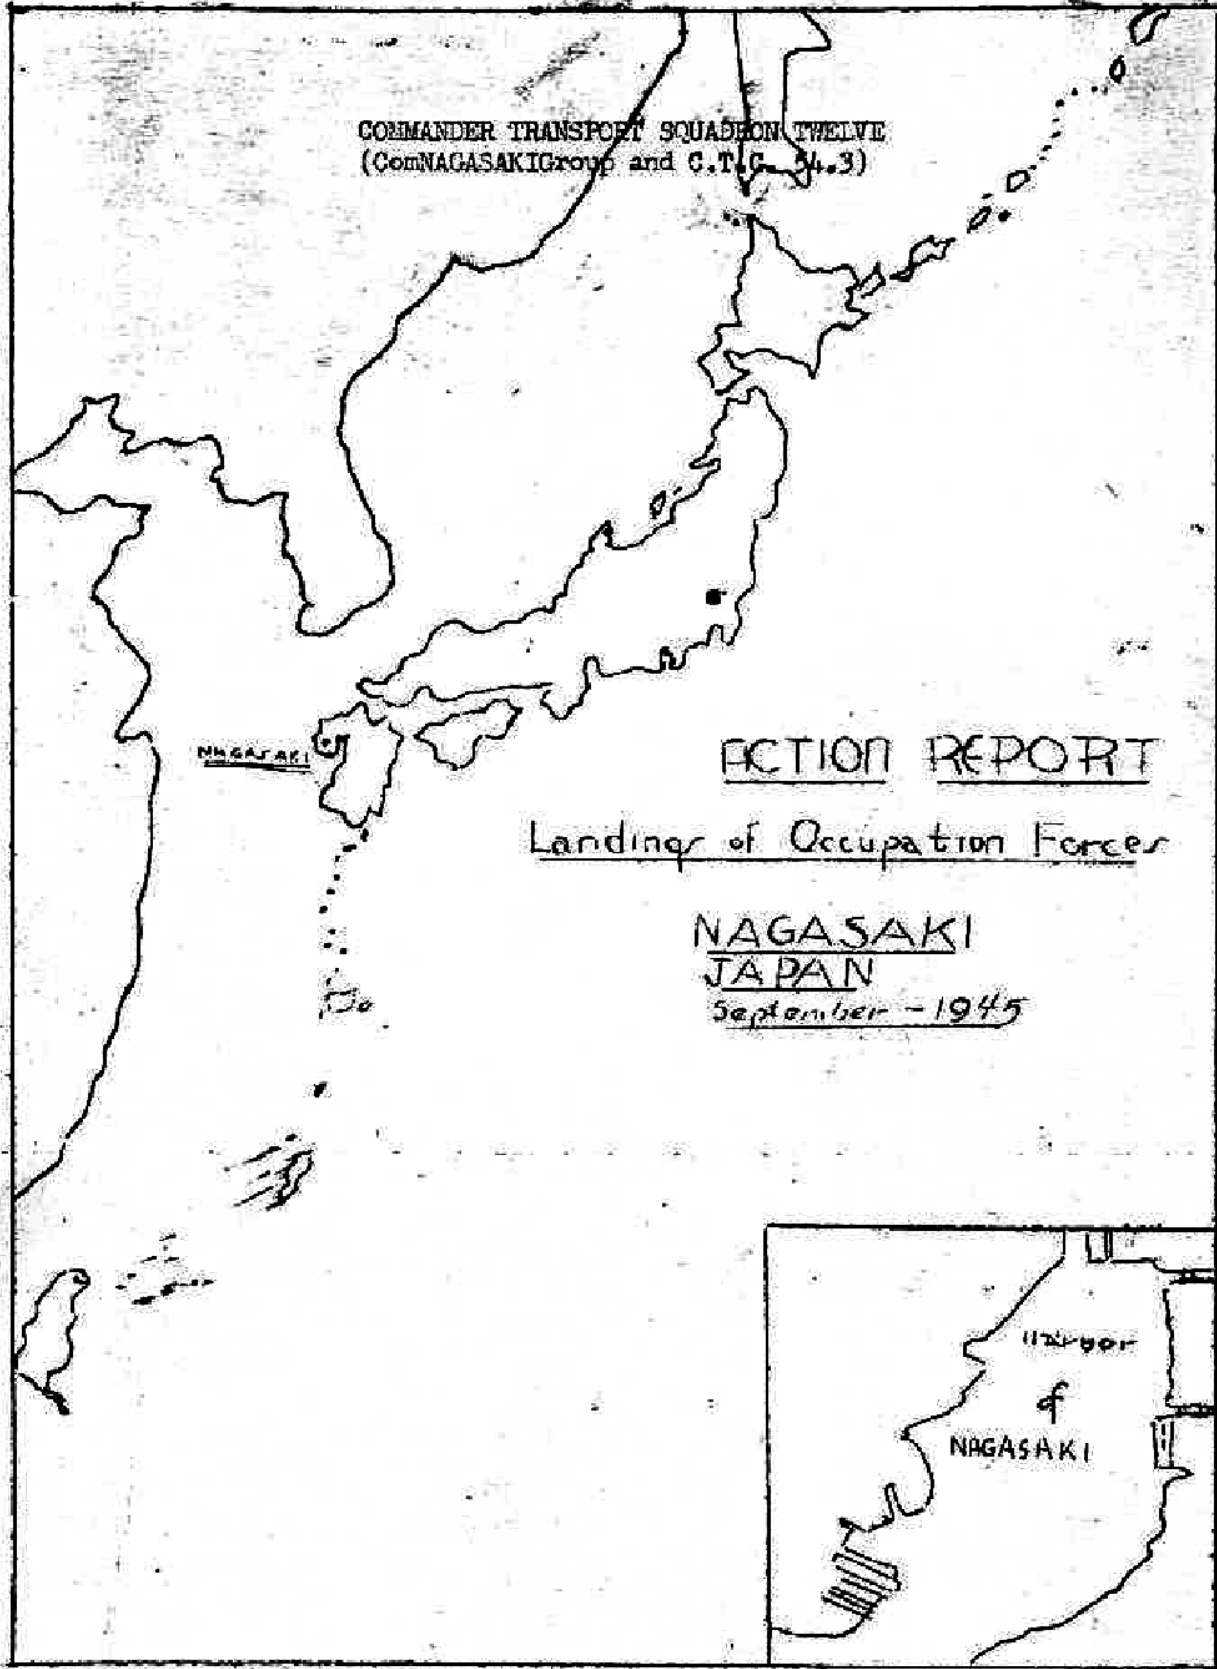 COMMANDER TRANSPORT SQUADRON TWELVE
(ComNAGASAKIGroup and C.T.G. 54.3)
NAGASAKI
ACTION REPORT
Landings of Occupation Forces
NAGASAKI
JAPAN
September - 1945
Harbor
of
NAGASAKI